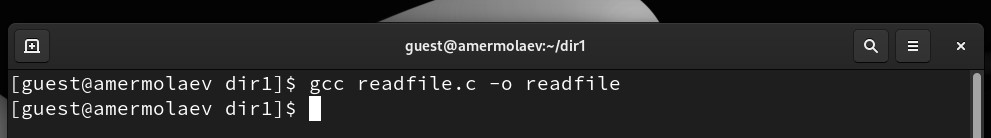 guest@amermolaev:~/dir1
[guest@amermolaev dir1]$ gcc readfile.c -o readfile
[guest@amermolaev dir1]$